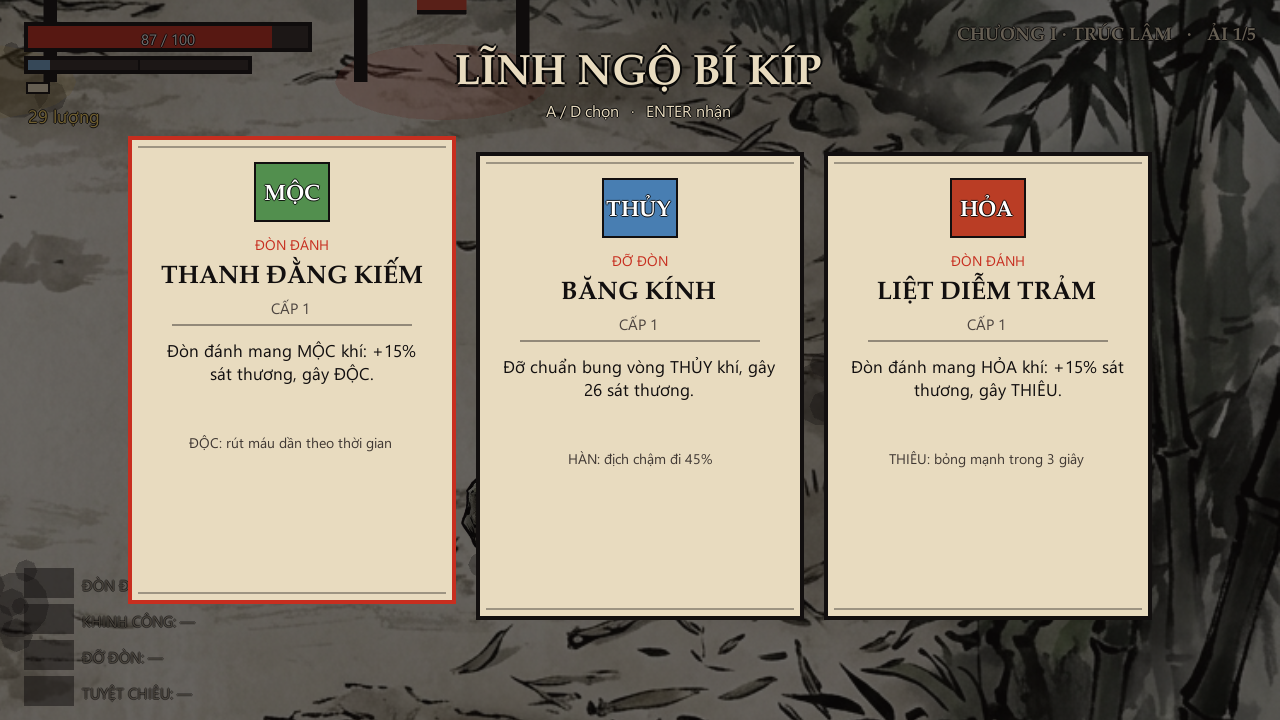 87 / 100
CHƯƠNG I · TRÚC LÂM · ẢI 1/5
LĨNH NGỘ BÍ KÍP
A / D chọn · ENTER nhận
29 lượng
MỘC
ĐÒN ĐÁNH
THANH ĐẰNG KIẾM
CẤP 1
Đòn đánh mang MỘC khí: +15%
sát thương, gây ĐỘC.
ĐỘC: rút máu dần theo thời gian
THỦY
ĐỠ ĐÒN
BĂNG KÍNH
CẤP 1
Đỡ chuẩn bung vòng THỦY khí, gây
26 sát thương.
HÀN: địch chậm đi 45%
HỎA
ĐÒN ĐÁNH
LIỆT DIỄM TRẢM
CẤP 1
Đòn đánh mang HỎA khí: +15% sát
thương, gây THIÊU.
THIÊU: bỏng mạnh trong 3 giây
ĐÒN Đ
KHINH CÔNG: —
ĐỠ ĐÒN: —
TUYỆT CHIÊU: —